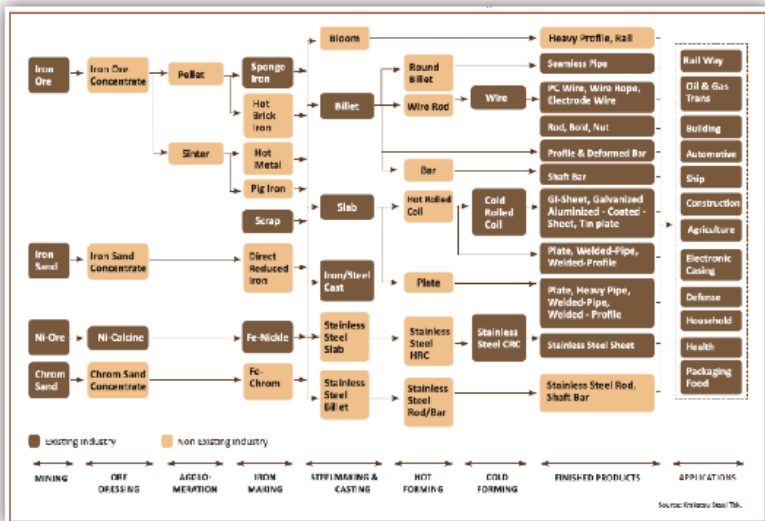 Iron
Ore
Iron Ore
Concentrate
Pellet
Sponge
Iron
Bloom
Heavy Profile, Rail
Hot
Brick
Iron
Billet
Round
Billet
Seamless Pipe
Wire Rod
Wire
PC Wire, Wire Rope,
Electrode Wire
Rod, Bold, Nut
Sinter
Hot
Metal
Profile & Deformed Bar
Pig Iron
Bar
Shaft Bar
Scrap
Slab
Hot Rolled
Coil
Cold
Rolled
Coil
GI-Sheet, Galvanized
Aluminized - Coated -
Sheet, Tin plate
Plate, Welded-Pipe,
Welded-Profile
Iron
Sand
Iron Sand
Concentrate
Direct
Reduced
Iron
Iron/Steel
Cast
Plate
Plate, Heavy Pipe,
Welded-Pipe,
Welded - Profile
Ni-Ore
Ni-Calcine
Fe-Nickle
Stainless
Steel
Slab
Stainless
Steel
HRC
Stainless
Steel CRC
Stainless Steel Sheet
Chrom
Sand
Chrom Sand
Concentrate
Fe-
Chrom
Stainless
Steel
Billet
Stainless
Steel
Rod/Bar
Stainless Steel Rod,
Shaft Bar
Rail Way
Oil & Gas
Trans
Building
Automotive
Ship
Construction
Agriculture
Electronic
Casing
Defense
Household
Health
Packaging
Food
Existing Industry
Non Existing Industry
MINING
ORE
DRESSING
AGGLO-
MERATION
IRON
MAKING
STEELMAKING &
CASTING
HOT
FORMING
COLD
FORMING
FINISHED PRODUCTS
APPLICATIONS
Source: Krakatau Steel Tbk.